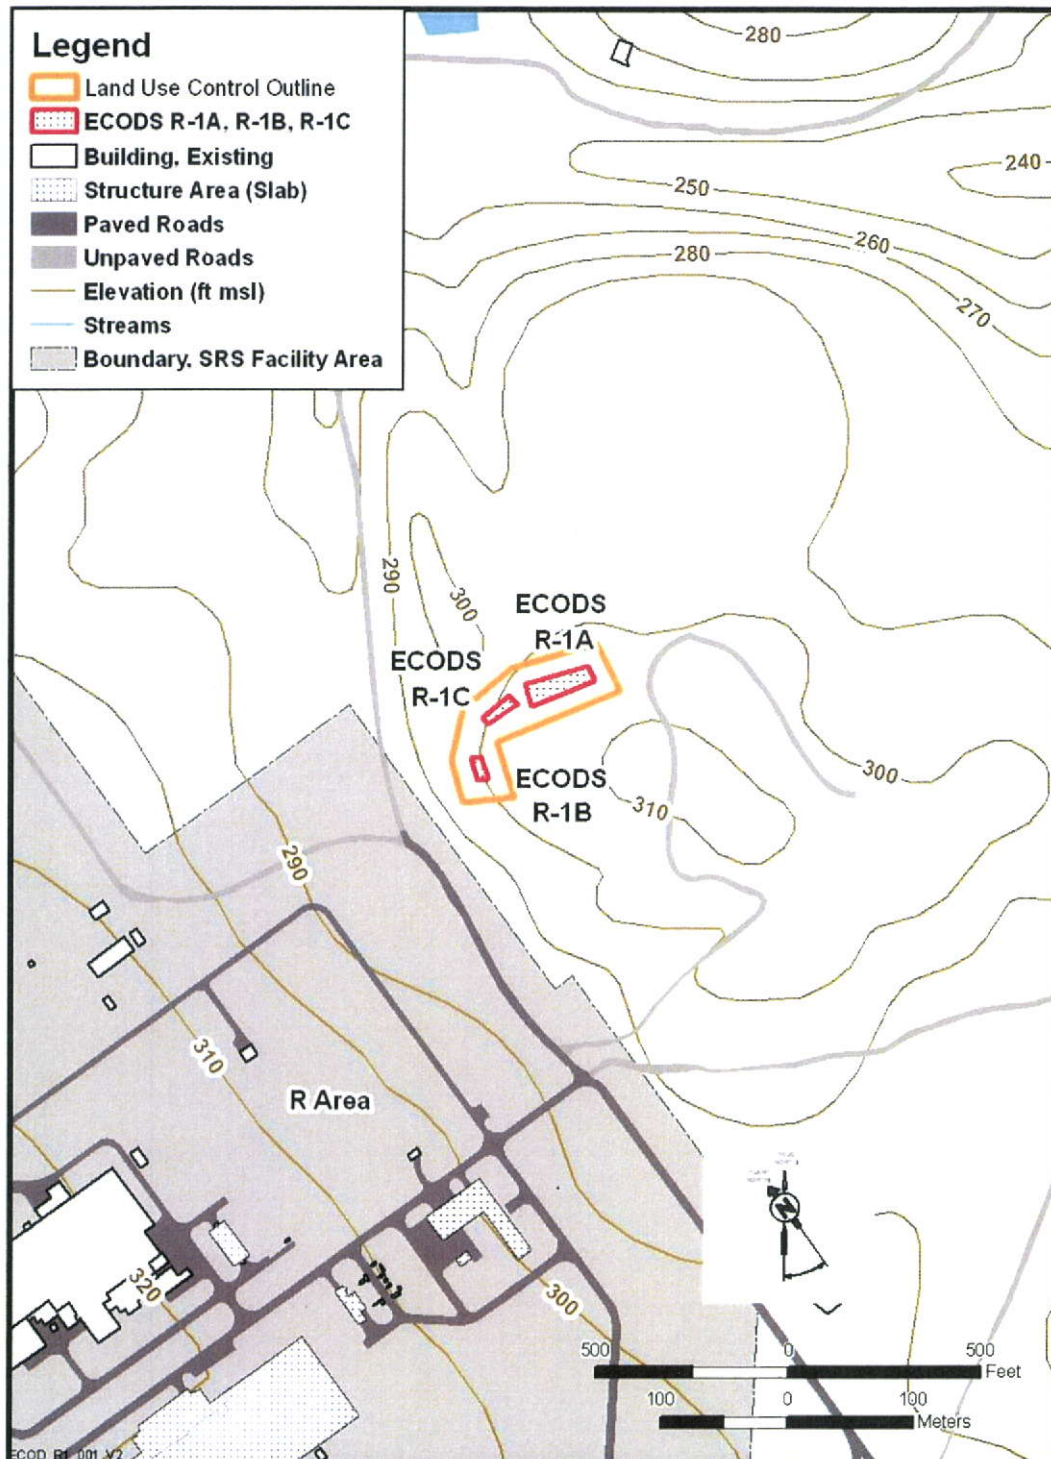 Legend
Land Use Control Outline
ECODS R-1A, R-1B, R-1C
Building, Existing
Structure Area (Slab)
Paved Roads
Unpaved Roads
Elevation (ft msl)
Streams
Boundary, SRS Facility Area
280
240
250
260
280
270
290
300
ECODS
R-1A
ECODS
R-1C
ECODS
R-1B
300
310
290
310
R Area
320
300
N
500 0 500
Feet
100 0 100
Meters
ECOD_R1_001_V2